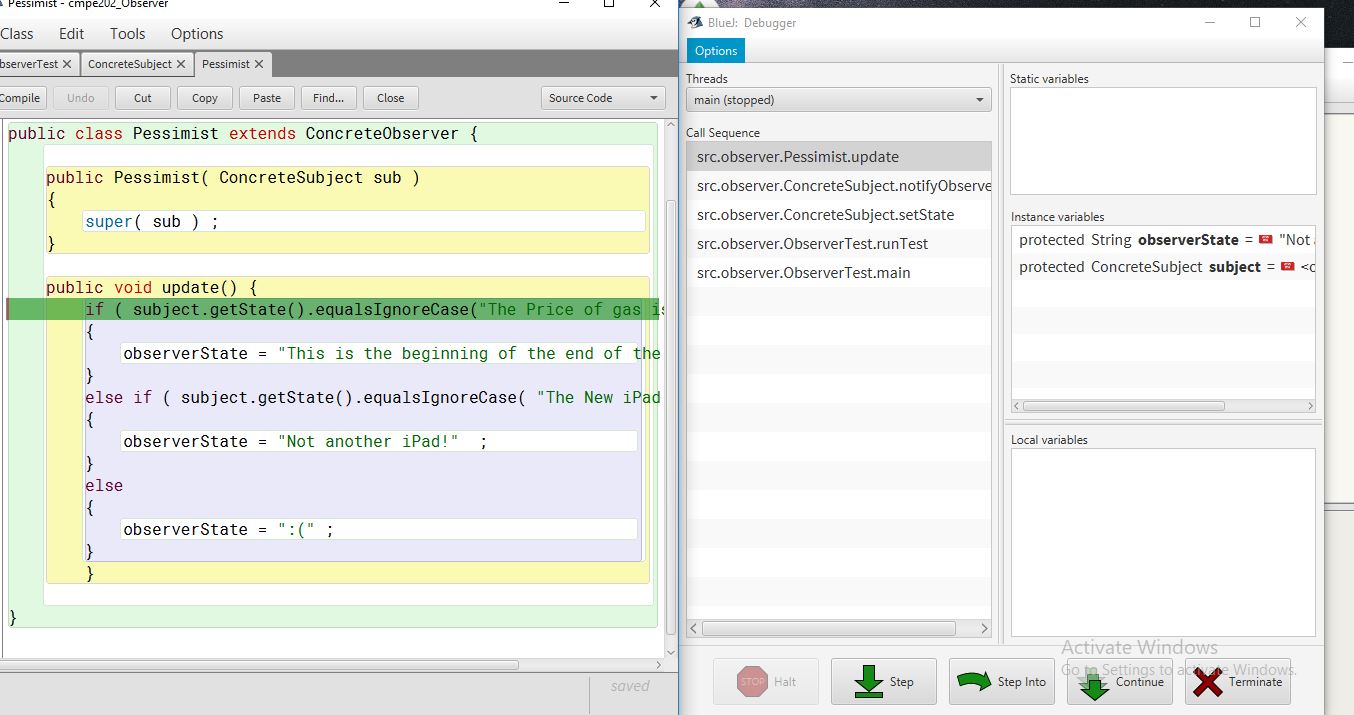 Pessimist - cmpe202_Observer
Class Edit Tools Options
bserverTest ✕ ConcreteSubject ✕ Pessimist ✕
Compile Undo Cut Copy Paste Find... Close Source Code
public class Pessimist extends ConcreteObserver {
public Pessimist( ConcreteSubject sub )
{
super( sub ) ;
}
public void update() {
if ( subject.getState().equalsIgnoreCase("The Price of gas is
{
observerState = "This is the beginning of the end of the
}
else if ( subject.getState().equalsIgnoreCase( "The New iPad
{
observerState = "Not another iPad!" ;
}
else
{
observerState = ":(" ;
}
}
}
saved
BlueJ: Debugger
Options
Threads
main (stopped)
Call Sequence
src.observer.Pessimist.update
src.observer.ConcreteSubject.notifyObserve
src.observer.ConcreteSubject.setState
src.observer.ObserverTest.runTest
src.observer.ObserverTest.main
Static variables
Instance variables
protected String observerState = "Not
protected ConcreteSubject subject = <o
Local variables
Activate Windows
Go to Settings to activate Windows.
STOP Halt Step Step Into Continue Terminate